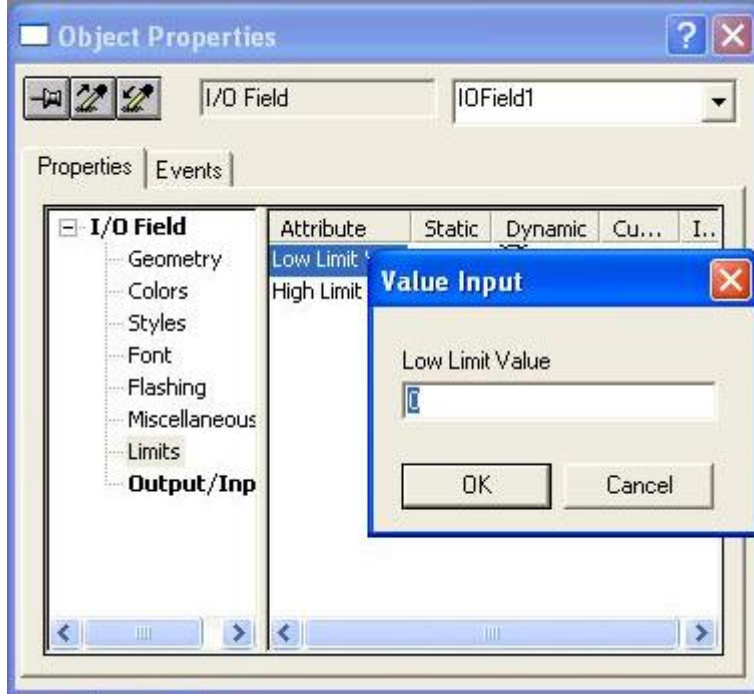 Object Properties
?
I/O Field IOField1
Properties Events
I/O Field
Geometry
Colors
Styles
Font
Flashing
Miscellaneous
Limits
Output/Inp
Attribute Static Dynamic Cu... I..
Low Limit
High Limit
Value Input
Low Limit Value
0
OK Cancel